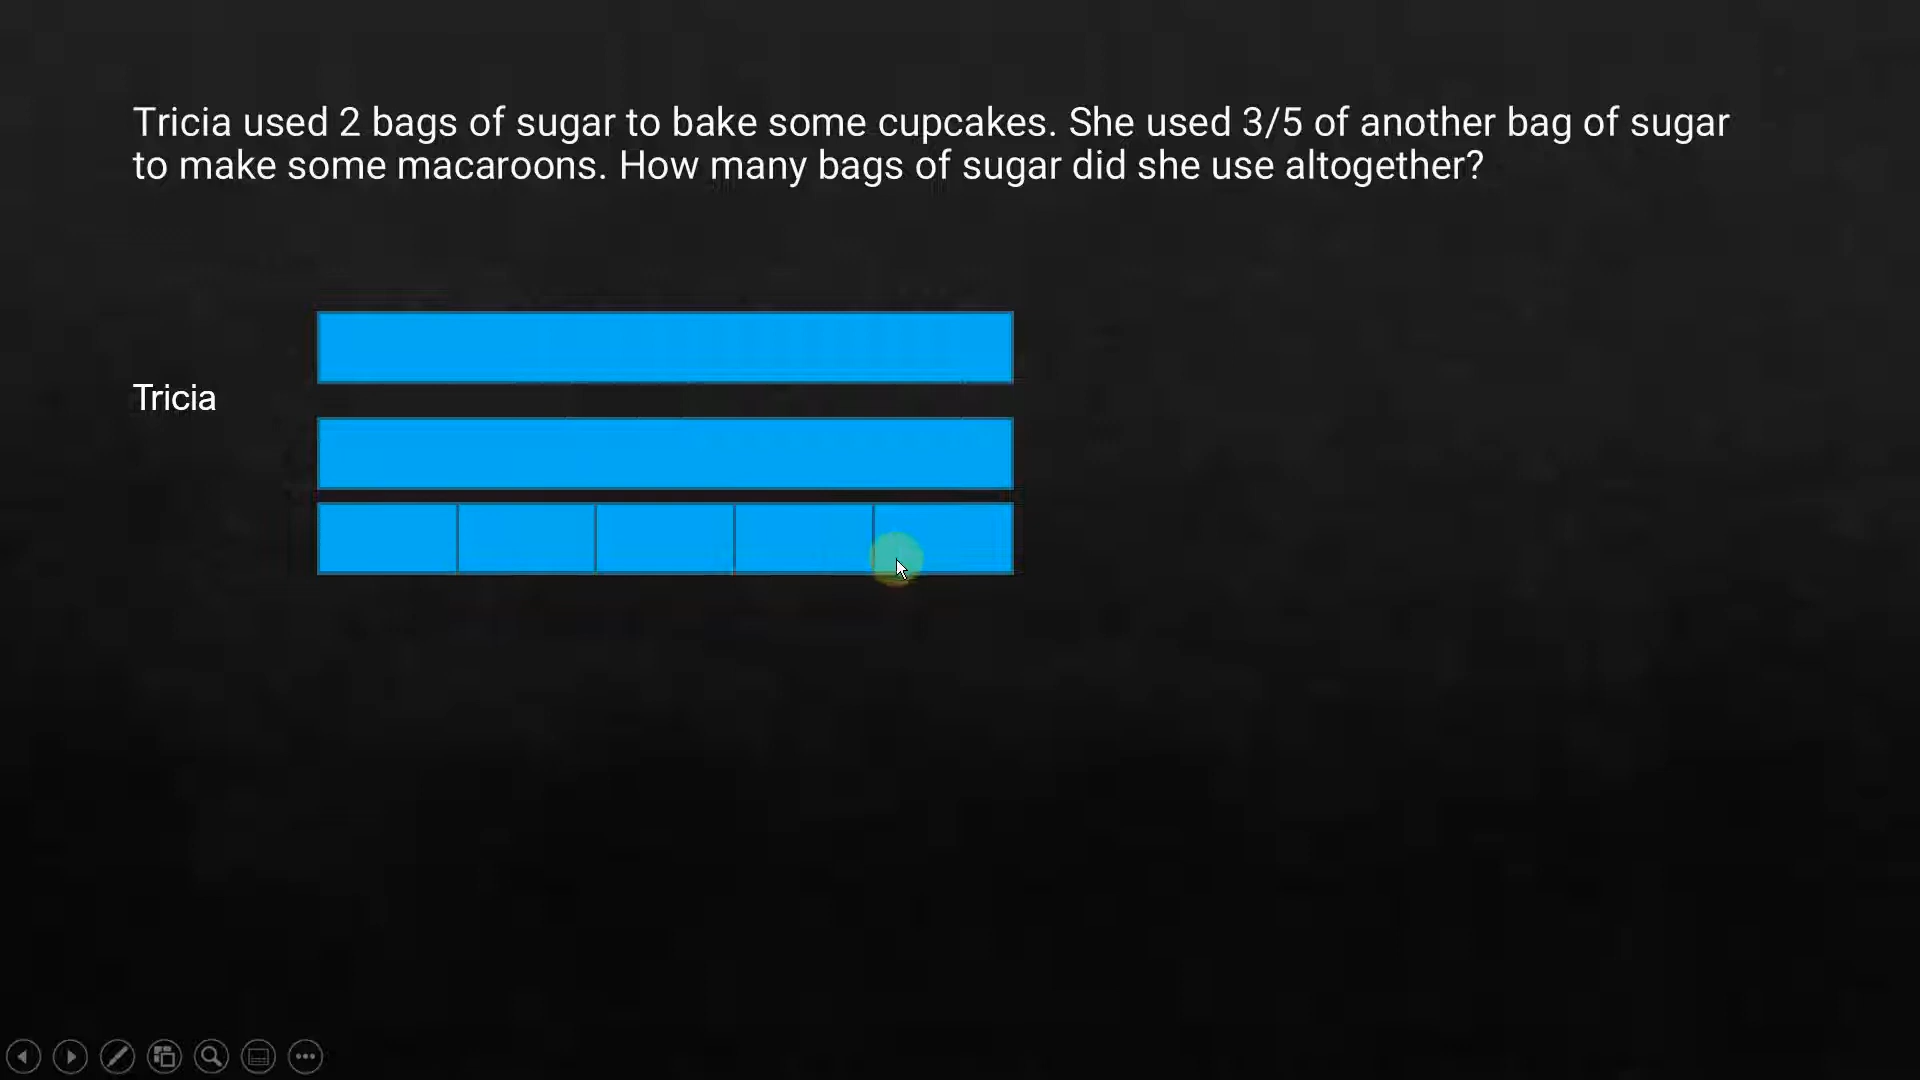 Tricia used 2 bags of sugar to bake some cupcakes. She used 3/5 of another bag of sugar
to make some macaroons. How many bags of sugar did she use altogether?
Tricia